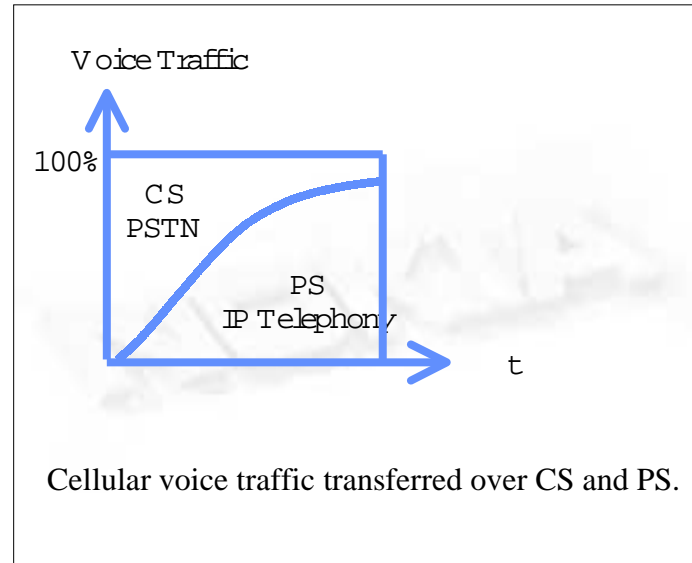 Voice Traffic
100%
CS
PSTN
PS
IP Telephony
t
Cellular voice traffic transferred over CS and PS.